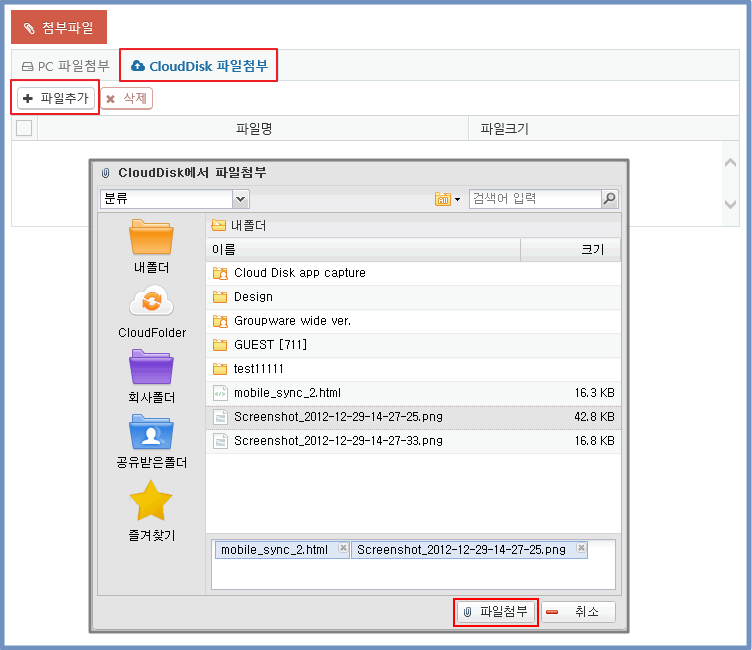 첨부파일
PC 파일첨부 CloudDisk 파일첨부
파일추가 삭제
파일명 파일크기
CloudDisk에서 파일첨부
분류 검색어 입력
내폴더
CloudFolder
회사폴더
공유받은폴더
즐겨찾기
내폴더
이름 크기
Cloud Disk app capture
Design
Groupware wide ver.
GUEST [711]
test11111
mobile_sync_2.html 16.3 KB
Screenshot_2012-12-29-14-27-25.png 42.8 KB
Screenshot_2012-12-29-14-27-33.png 16.8 KB
mobile_sync_2.html Screenshot_2012-12-29-14-27-25.png
파일첨부 취소